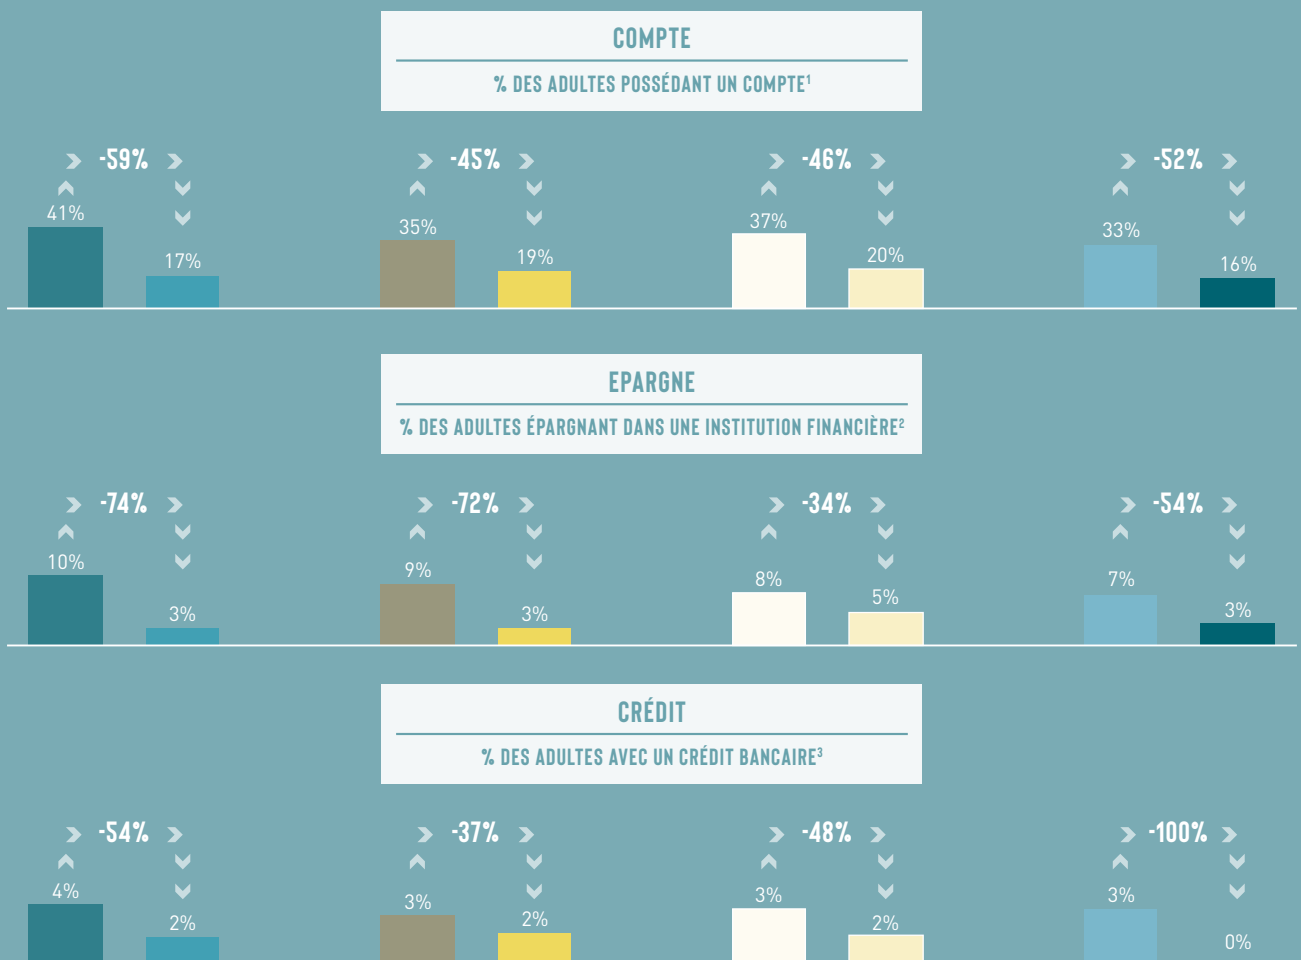 COMPTE
% DES ADULTES POSSÉDANT UN COMPTE¹
-59% -45% -46% -52%
41% 17% 35% 19% 37% 20% 33% 16%
EPARGNE
% DES ADULTES ÉPARGNANT DANS UNE INSTITUTION FINANCIÈRE²
-74% -72% -34% -54%
10% 3% 9% 3% 8% 5% 7% 3%
CRÉDIT
% DES ADULTES AVEC UN CRÉDIT BANCAIRE³
-54% -37% -48% -100%
4% 2% 3% 2% 3% 2% 3% 0%